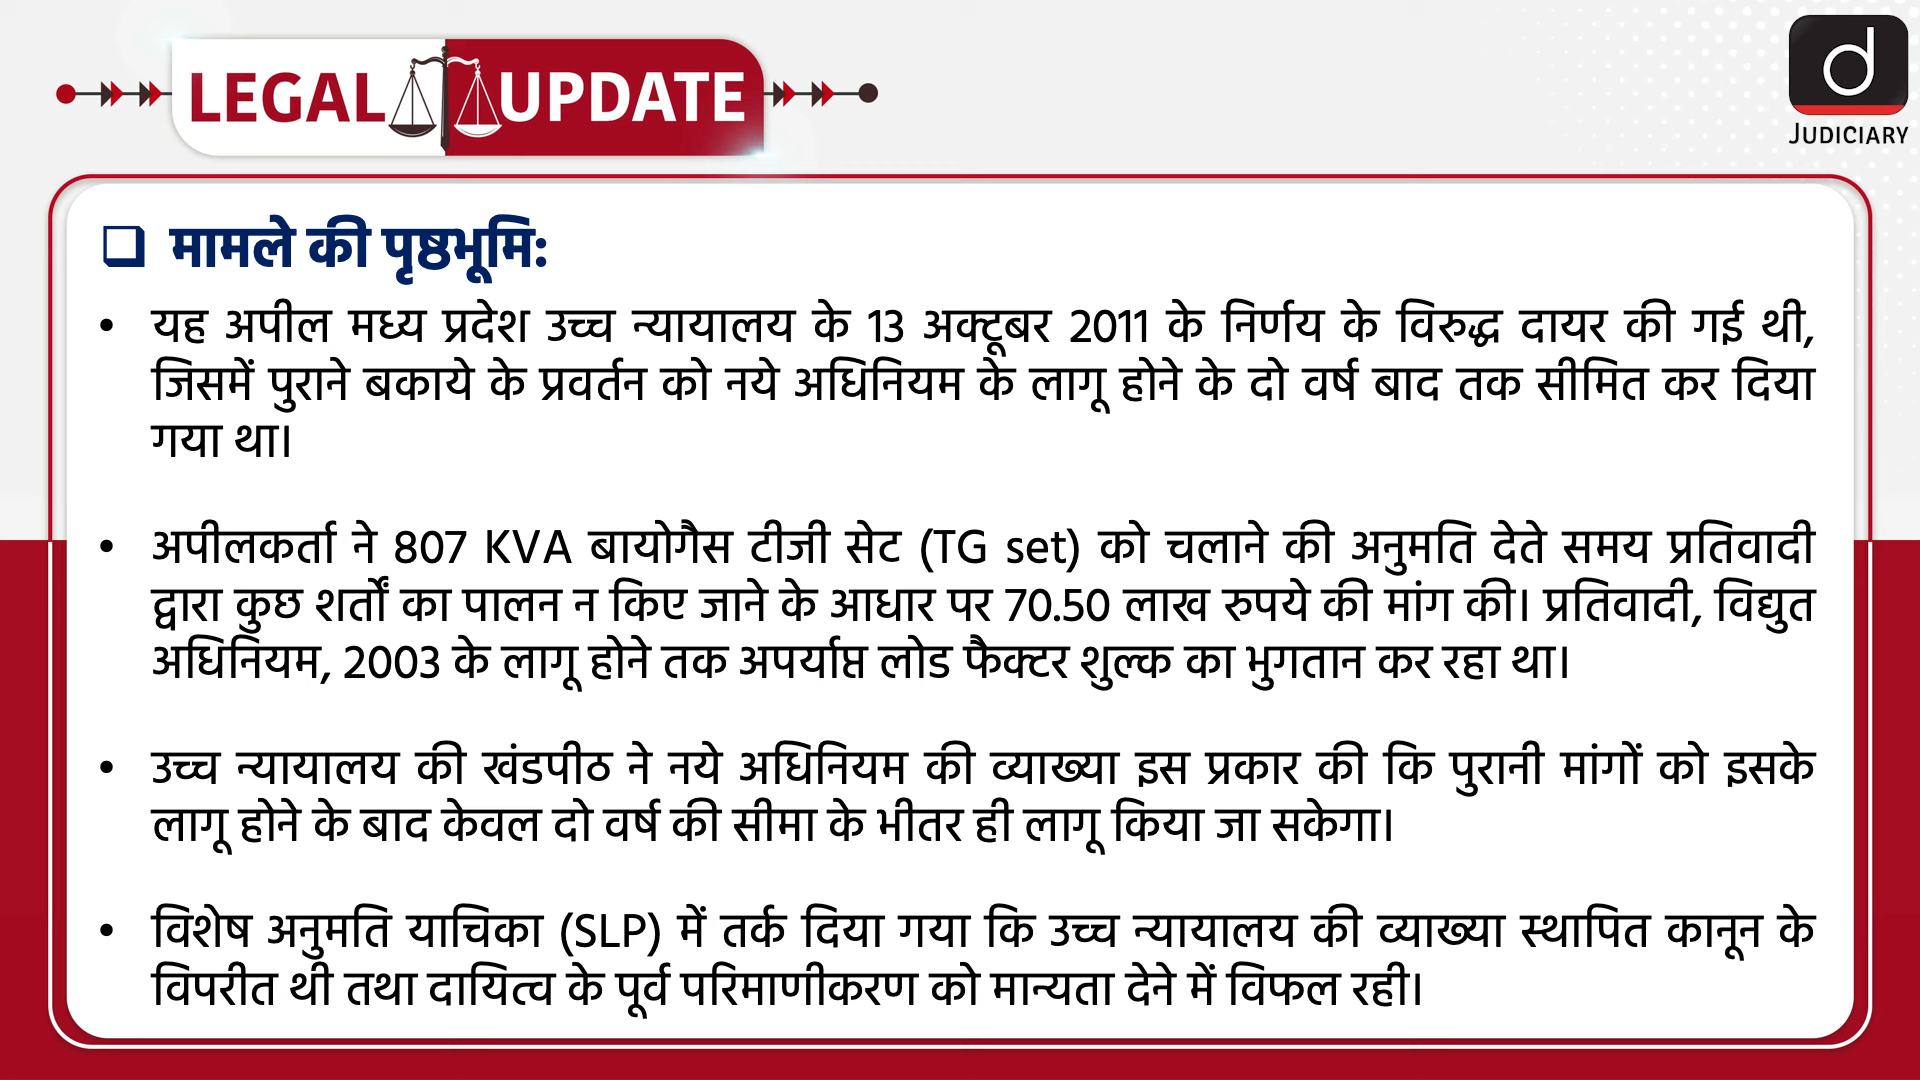 LEGAL UPDATE
d
JUDICIARY
❑ मामले की पृष्ठभूमि:
• यह अपील मध्य प्रदेश उच्च न्यायालय के 13 अक्टूबर 2011 के निर्णय के विरुद्ध दायर की गई थी,
जिसमें पुराने बकाये के प्रवर्तन को नये अधिनियम के लागू होने के दो वर्ष बाद तक सीमित कर दिया
गया था।
• अपीलकर्ता ने 807 KVA बायोगैस टीजी सेट (TG set) को चलाने की अनुमति देते समय प्रतिवादी
द्वारा कुछ शर्तों का पालन न किए जाने के आधार पर 70.50 लाख रुपये की मांग की। प्रतिवादी, विद्युत
अधिनियम, 2003 के लागू होने तक अपर्याप्त लोड फैक्टर शुल्क का भुगतान कर रहा था।
• उच्च न्यायालय की खंडपीठ ने नये अधिनियम की व्याख्या इस प्रकार की कि पुरानी मांगों को इसके
लागू होने के बाद केवल दो वर्ष की सीमा के भीतर ही लागू किया जा सकेगा।
• विशेष अनुमति याचिका (SLP) में तर्क दिया गया कि उच्च न्यायालय की व्याख्या स्थापित कानून के
विपरीत थी तथा दायित्व के पूर्व परिमाणीकरण को मान्यता देने में विफल रही।